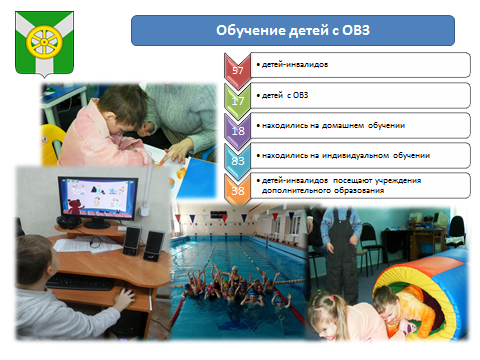 Обучение детей с ОВЗ
97
• детей-инвалидов
17
• детей с ОВЗ
18
• находились на домашнем обучении
83
• находились на индивидуальном обучении
38
• детей-инвалидов посещают учреждения
дополнительного образования